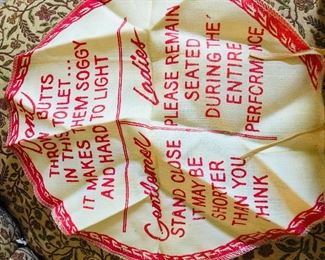 Don't
THROW BUTTS
IN THIS TOILET...
IT MAKES THEM SOGGY
AND HARD TO LIGHT
Ladies
PLEASE REMAIN
SEATED
DURING THE
ENTIRE
PERFORMANCE
Gentlemen
STAND CLOSE
IT MAY BE
SHORTER
THAN YOU
THINK